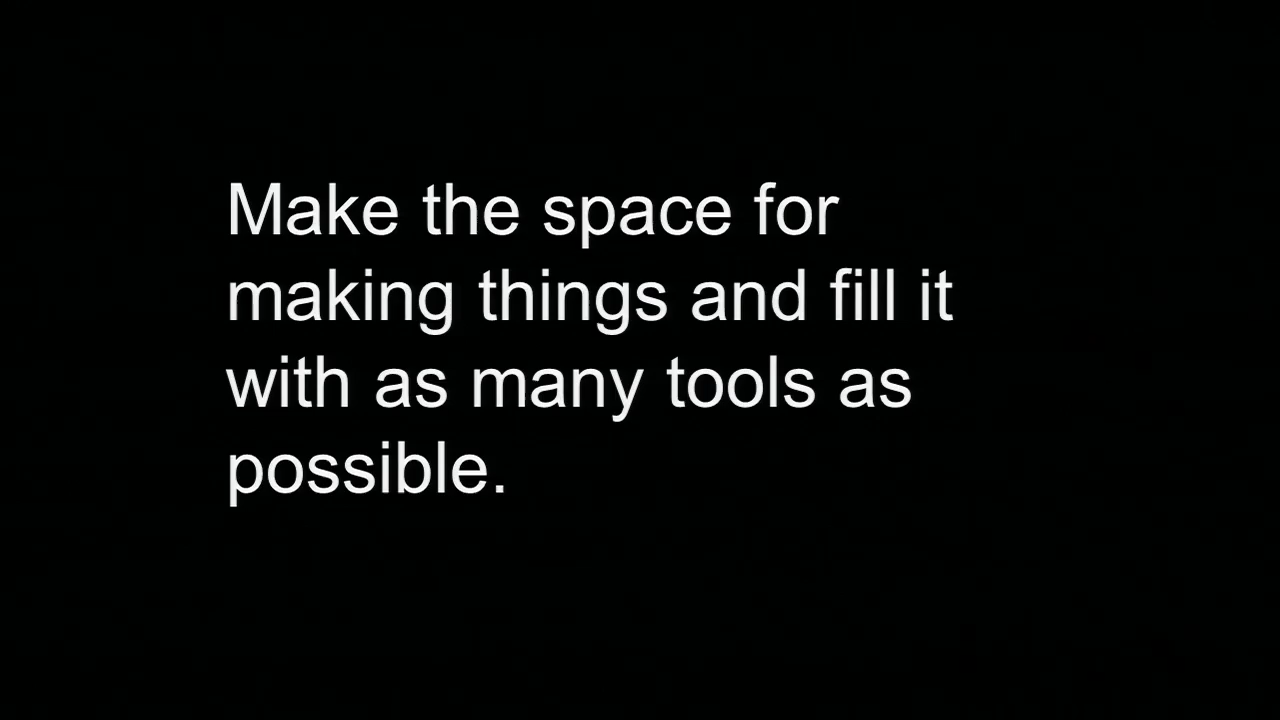 Make the space for
making things and fill it
with as many tools as
possible.